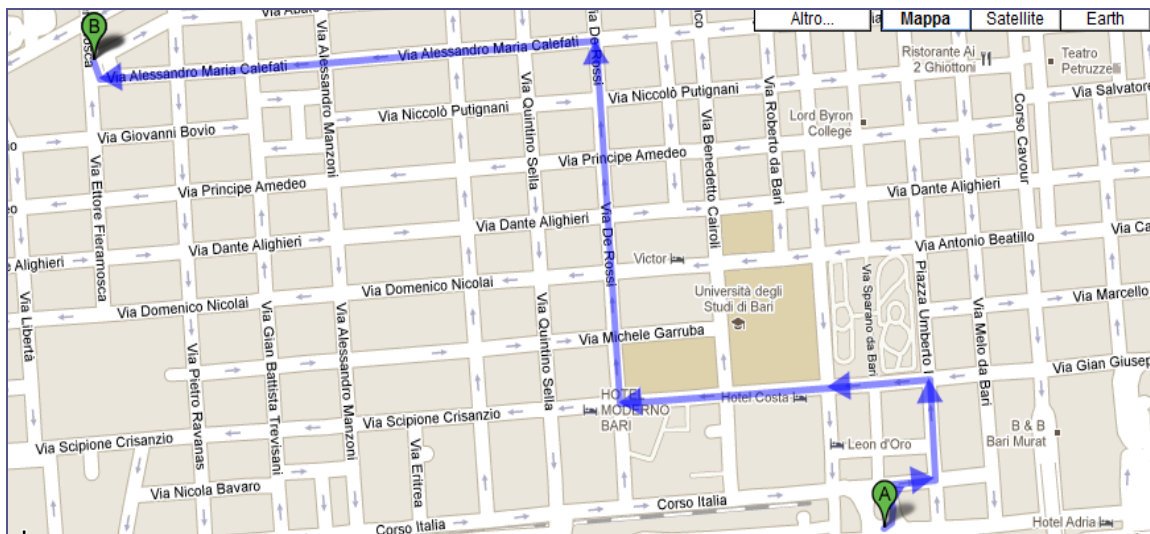 B
Via Abate
Altro...
Mappa
Satellite
Earth
Via De Rossi
Via Alessandro Maria Calefati
Via Alessandro Maria Calefati
Via Alessandro Manzoni
Ristorante Ai
2 Ghiottoni
Teatro
Petruzzelli
Via Niccolò Putignani
Via Niccolò Putignani
Via Salvatore
Via Giovanni Bovio
Lord Byron
College
Corso Cavour
Via Roberto da Bari
Via Benedetto Cairoli
Via Quintino Sella
Via Principe Amedeo
Via Principe Amedeo
Via Dante Alighieri
Via Dante Alighieri
Via Dante Alighieri
Alighieri
Via Ettore Fieramosca
Via De Rossi
Via Antonio Beatillo
Via Ca
Victor
Università degli
Studi di Bari
Via Domenico Nicolai
Via Domenico Nicolai
Via Marcello
Via Sparano da Bari
Piazza Umberto I
Via Melo da Bari
Via Libertà
Via Pietro Ravanas
Via Gian Battista Trevisani
Via Alessandro Manzoni
Via Quintino Sella
Via Michele Garruba
Via Gian Giusep
HOTEL
MODERNO
BARI
Hotel Costa
Via Scipione Crisanzio
Via Scipione Crisanzio
Leon d'Oro
B & B
Bari Murat
Via Eritrea
Via Nicola Bavaro
A
Corso Italia
Corso Italia
Hotel Adria